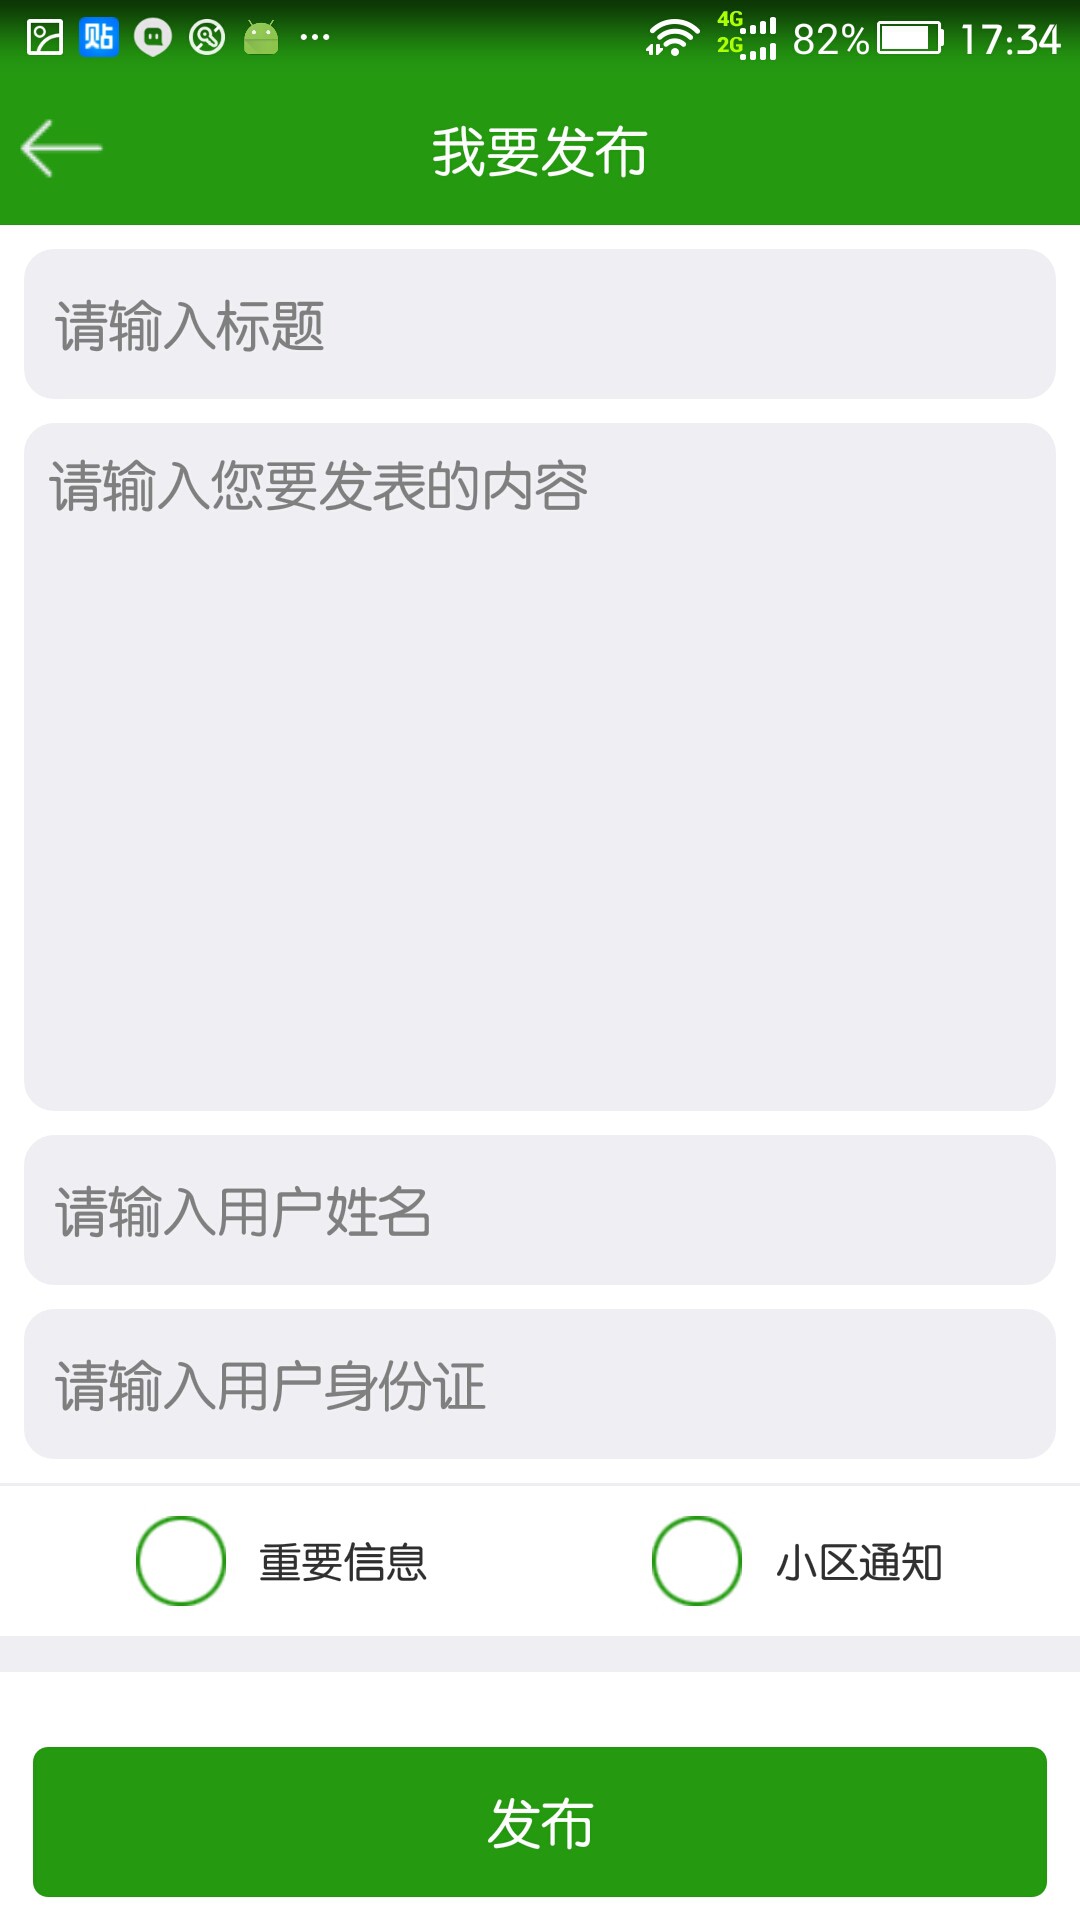 贴 4G 2G 82% 17:34
我要发布
请输入标题
请输入您要发表的内容
请输入用户姓名
请输入用户身份证
重要信息 小区通知
发布